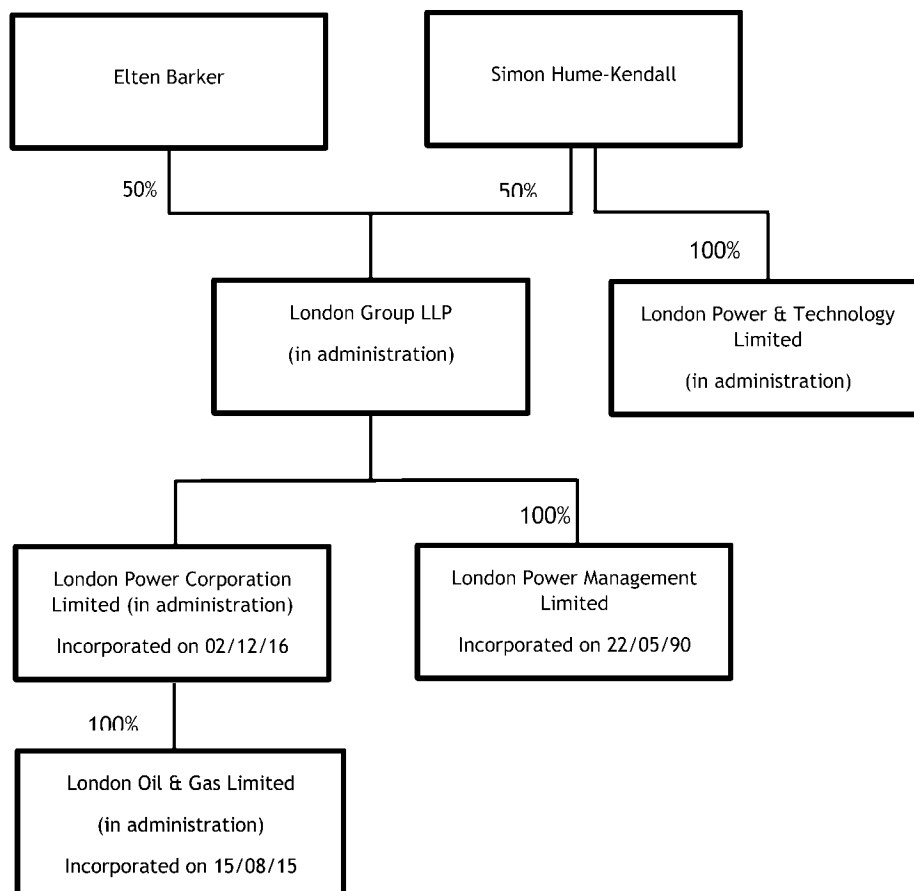 Elten Barker
Simon Hume-Kendall
50%
50%
100%
London Group LLP
(in administration)
London Power & Technology
Limited
(in administration)
100%
London Power Corporation
Limited (in administration)
Incorporated on 02/12/16
London Power Management
Limited
Incorporated on 22/05/90
100%
London Oil & Gas Limited
(in administration)
Incorporated on 15/08/15